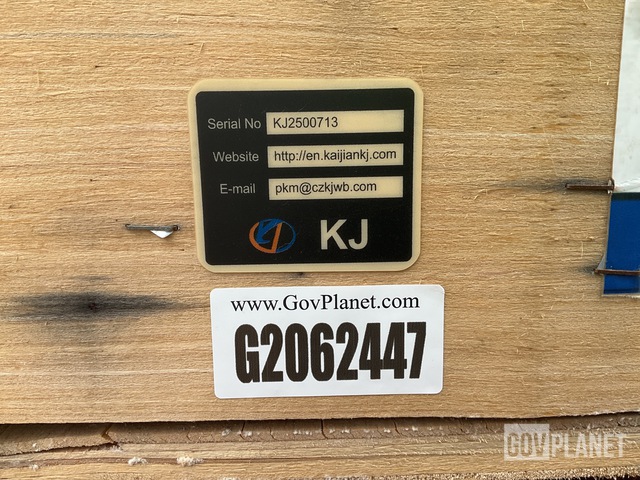 Serial No KJ2500713
Website http://en.kaijiankj.com
E-mail pkm@czkjwb.com
KJ
www.GovPlanet.com
G2062447
GOVPLANET